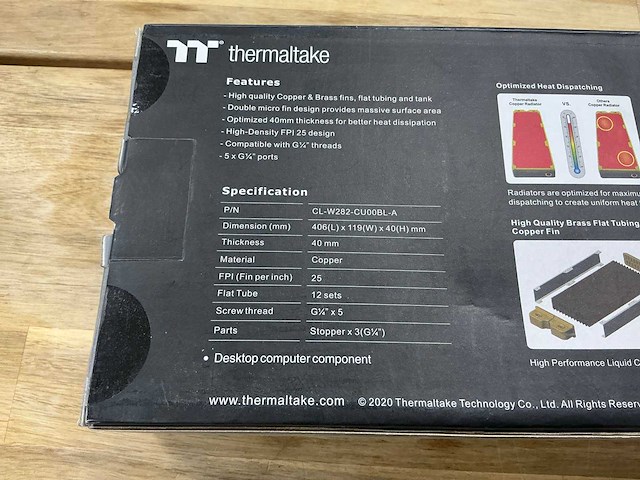 thermaltake
Features
- High quality Copper & Brass fins, flat tubing and tank
- Double micro fin design provides massive surface area
- Optimized 40mm thickness for better heat dissipation
- High-Density FPI 25 design
- Compatible with G¼" threads
- 5 x G¼" ports
Specification
P/N CL-W282-CU00BL-A
Dimension (mm) 406(L) x 119(W) x 40(H) mm
Thickness 40 mm
Material Copper
FPI (Fin per inch) 25
Flat Tube 12 sets
Screw thread G¼" x 5
Parts Stopper x 3(G¼")
• Desktop computer component
www.thermaltake.com © 2020 Thermaltake Technology Co., Ltd. All Rights
Optimized Heat Dispatching
Thermaltake
Copper Radiator
V.S.
Others
Copper Radiator
Radiators are optimized for
dispatching to create uniform heat
High Quality Brass Flat Tubing
Copper Fin
High Performance Liquid